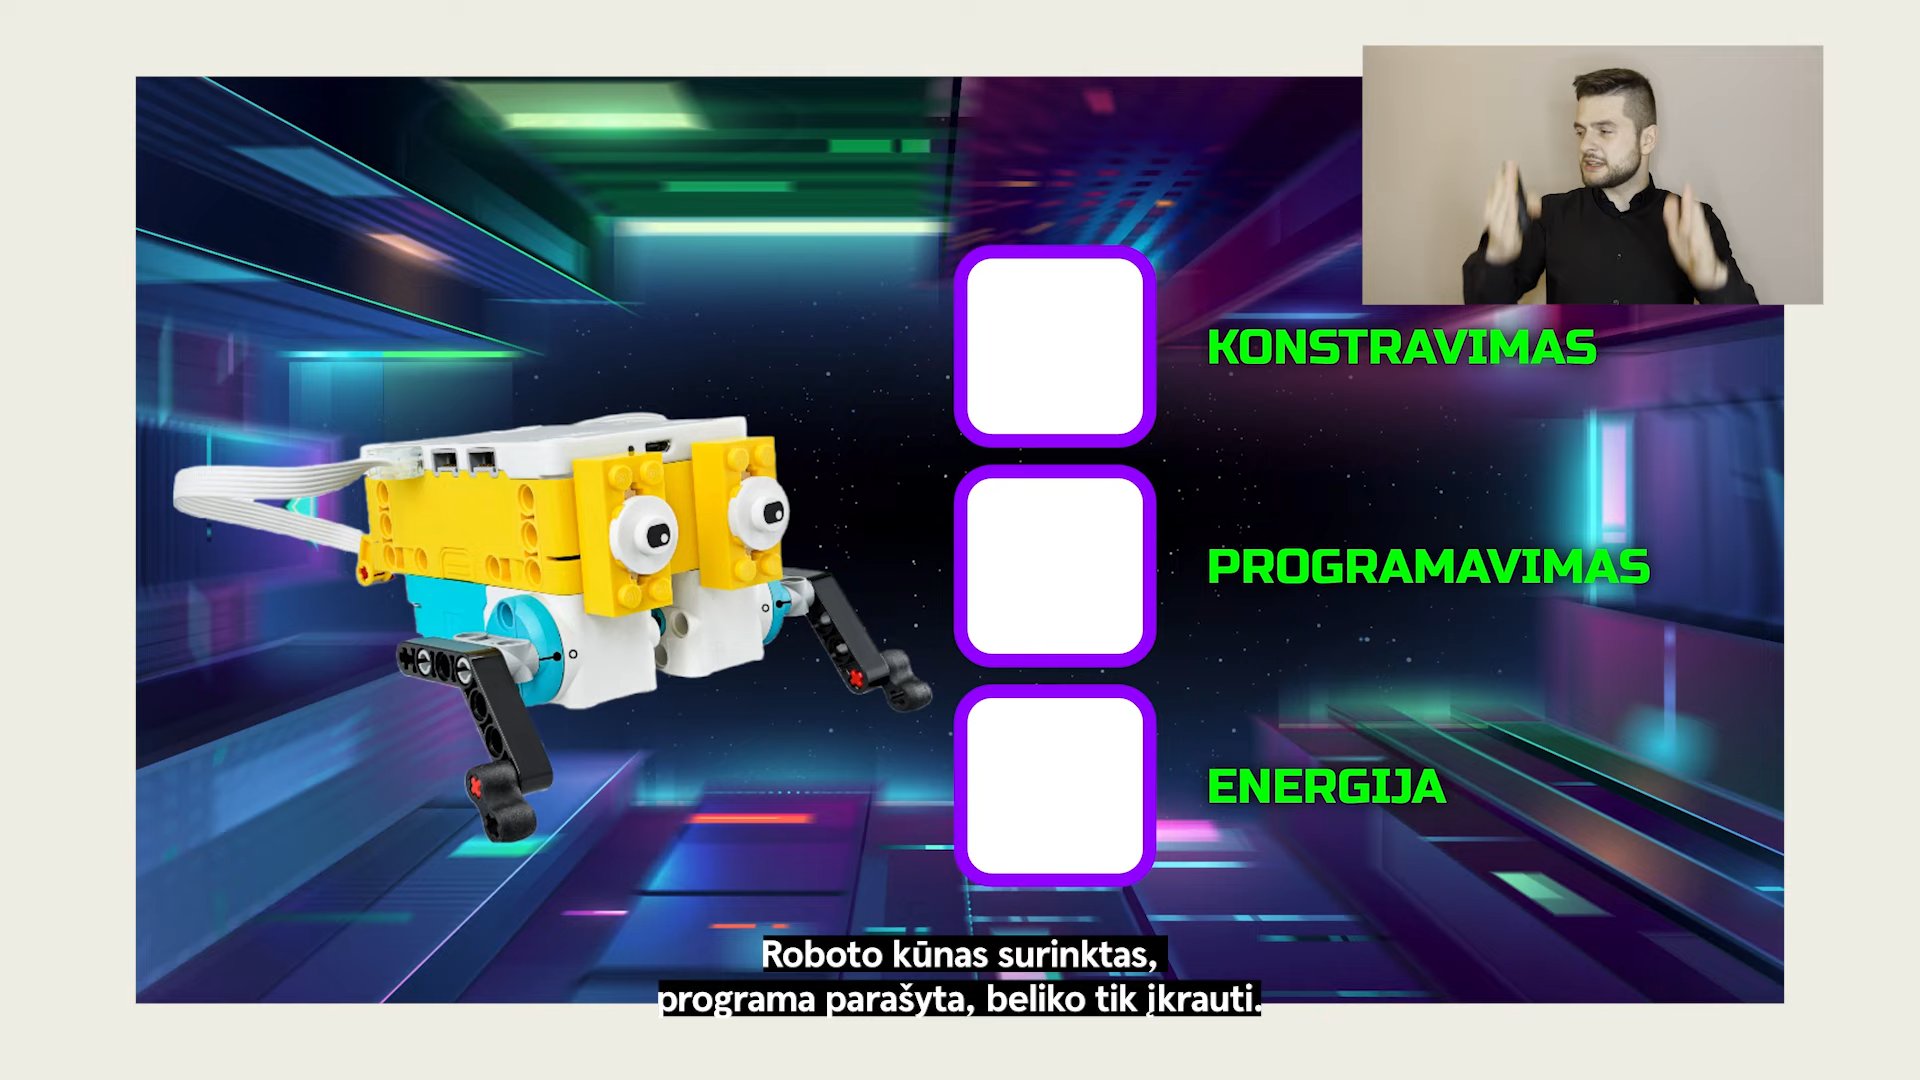 KONSTRAVIMAS
PROGRAMAVIMAS
ENERGIJA
Roboto kūnas surinktas,
programa parašyta, beliko tik įkrauti.